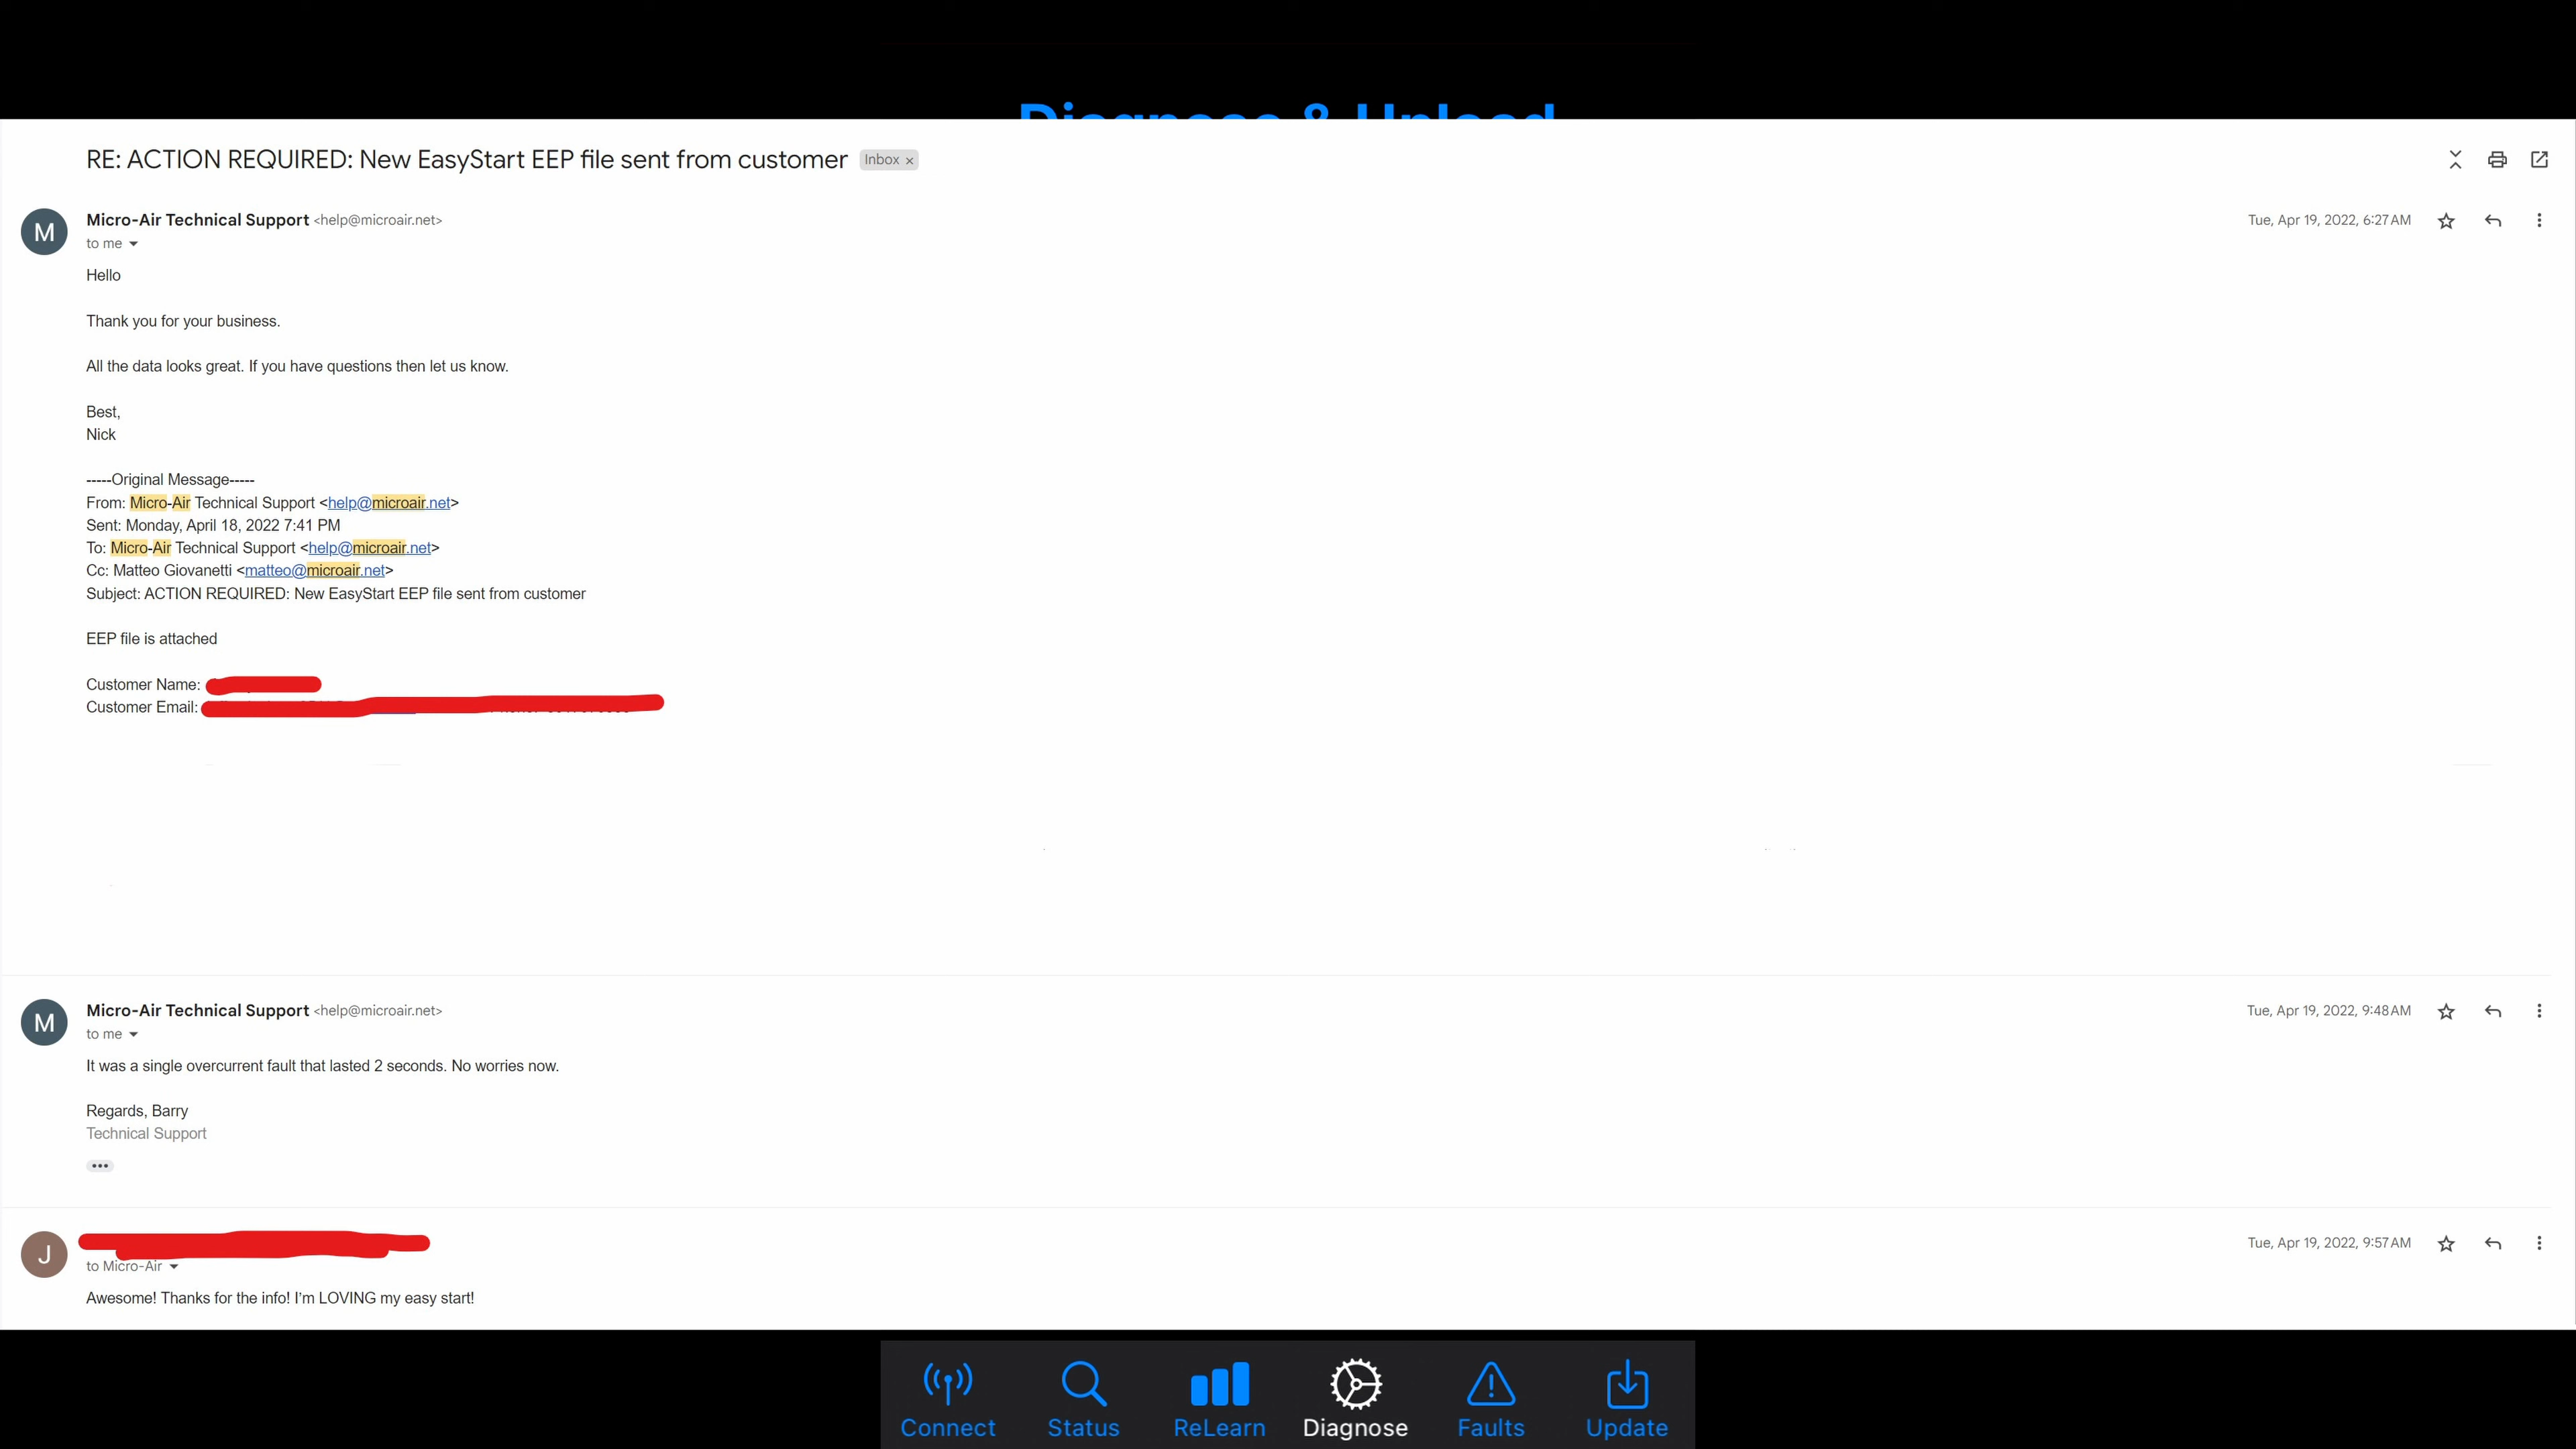 Diagnose & Upload
RE: ACTION REQUIRED: New EasyStart EEP file sent from customer Inbox ×
M Micro-Air Technical Support <help@microair.net> Tue, Apr 19, 2022, 6:27 AM
to me
Hello
Thank you for your business.
All the data looks great. If you have questions then let us know.
Best,
Nick
-----Original Message-----
From: Micro-Air Technical Support <help@microair.net>
Sent: Monday, April 18, 2022 7:41 PM
To: Micro-Air Technical Support <help@microair.net>
Cc: Matteo Giovanetti <matteo@microair.net>
Subject: ACTION REQUIRED: New EasyStart EEP file sent from customer
EEP file is attached
Customer Name:
Customer Email:
M Micro-Air Technical Support <help@microair.net> Tue, Apr 19, 2022, 9:48 AM
to me
It was a single overcurrent fault that lasted 2 seconds. No worries now.
Regards, Barry
Technical Support
•••
J Tue, Apr 19, 2022, 9:57 AM
to Micro-Air
Awesome! Thanks for the info! I'm LOVING my easy start!
Connect Status ReLearn Diagnose Faults Update